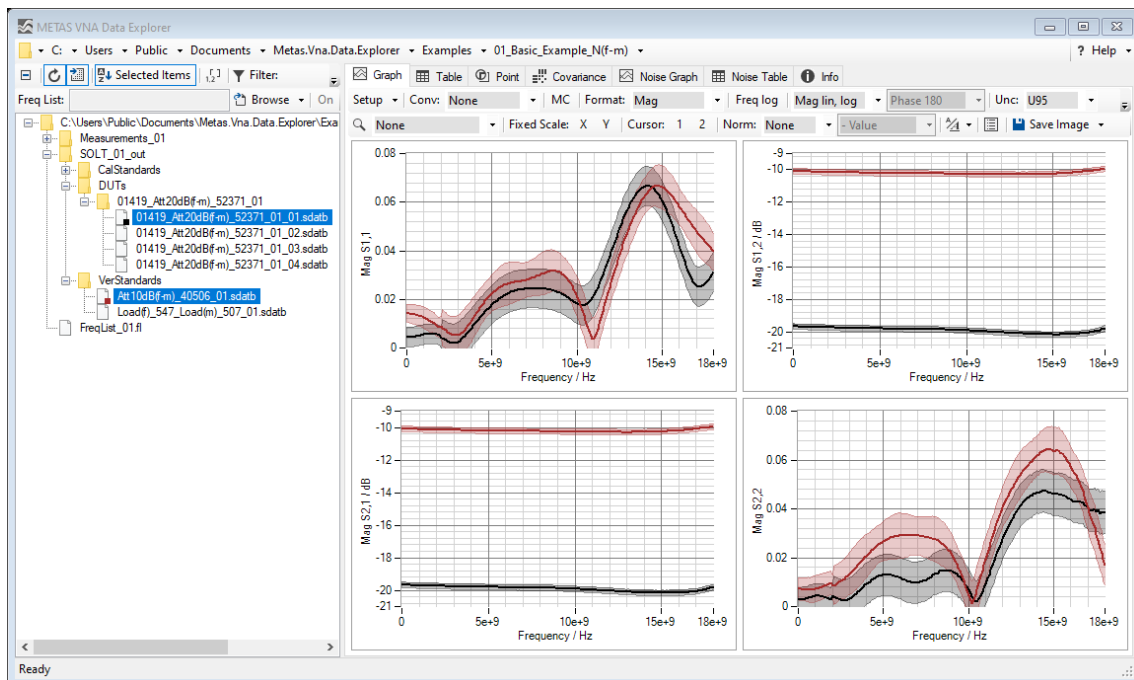 METAS VNA Data Explorer
C: Users Public Documents Metas.Vna.Data.Explorer Examples 01_Basic_Example_N(f-m) ? Help
Selected Items Filter:
Freq List: Browse On
C:\Users\Public\Documents\Metas.Vna.Data.Explorer\Exa
Measurements_01
SOLT_01_out
CalStandards
DUTs
01419_Att20dB(f-m)_52371_01
01419_Att20dB(f-m)_52371_01_01.sdatb
01419_Att20dB(f-m)_52371_01_02.sdatb
01419_Att20dB(f-m)_52371_01_03.sdatb
01419_Att20dB(f-m)_52371_01_04.sdatb
VerStandards
Att10dB(f-m)_40506_01.sdatb
Load(f)_547_Load(m)_507_01.sdatb
FreqList_01.fl
Graph Table Point Covariance Noise Graph Noise Table Info
Setup Conv: None MC Format: Mag Freq log Mag lin, log Phase 180 Unc: U95
None Fixed Scale: X Y Cursor: 1 2 Norm: None - Value Save Image
0.08
0.06
0.04
0.02
0
Mag S1,1
0 5e+9 10e+9 15e+9 18e+9
Frequency / Hz
-9
-10
-12
-14
-16
-18
-20
-21
Mag S1,2 / dB
0 5e+9 10e+9 15e+9 18e+9
Frequency / Hz
-9
-10
-12
-14
-16
-18
-20
-21
Mag S2,1 / dB
0 5e+9 10e+9 15e+9 18e+9
Frequency / Hz
0.08
0.06
0.04
0.02
0
Mag S2,2
0 5e+9 10e+9 15e+9 18e+9
Frequency / Hz
Ready